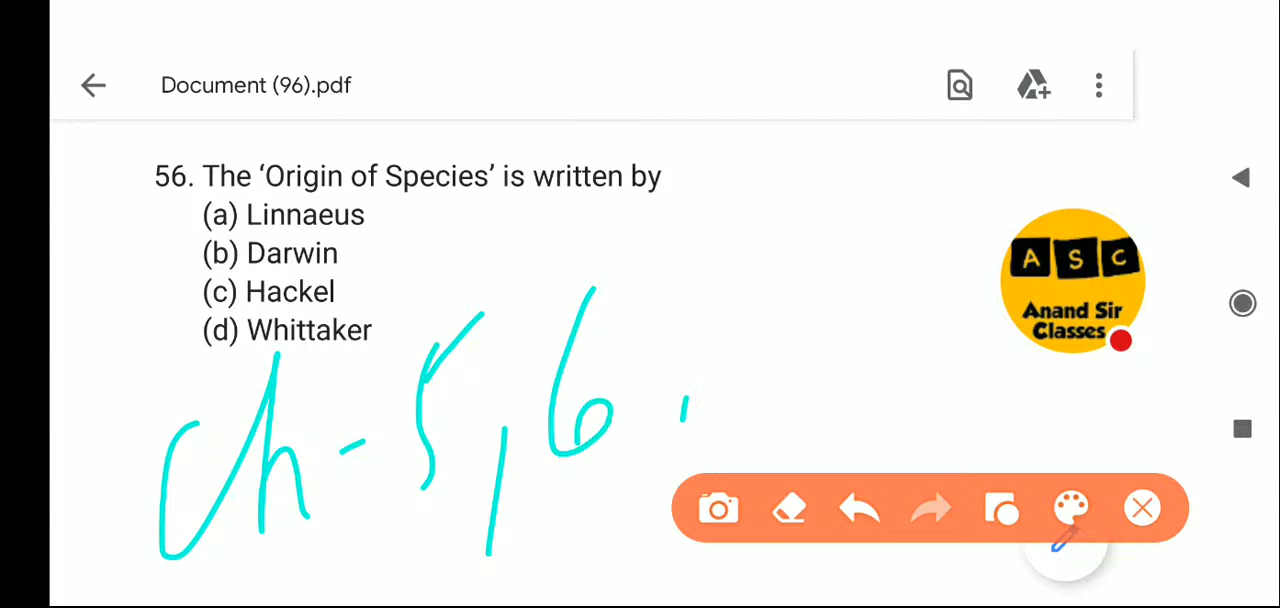 Document (96).pdf
56. The ‘Origin of Species’ is written by
(a) Linnaeus
(b) Darwin
(c) Hackel
(d) Whittaker
A S C
Anand Sir
Classes
ch - 5, 6